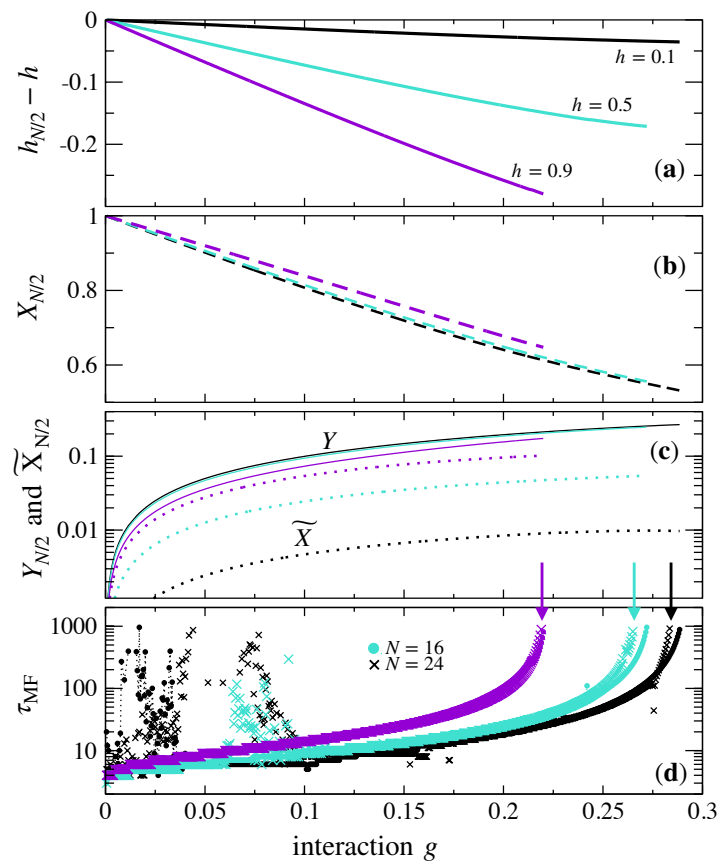 0
-0.1
-0.2
h_{N/2} − h
h = 0.1
h = 0.5
h = 0.9
(a)
1
0.8
0.6
X_{N/2}
(b)
0.1
0.01
Y_{N/2} and X̃_{N/2}
Y
X̃
(c)
1000
100
10
τ_{MF}
N = 16
N = 24
(d)
0 0.05 0.1 0.15 0.2 0.25 0.3
interaction g